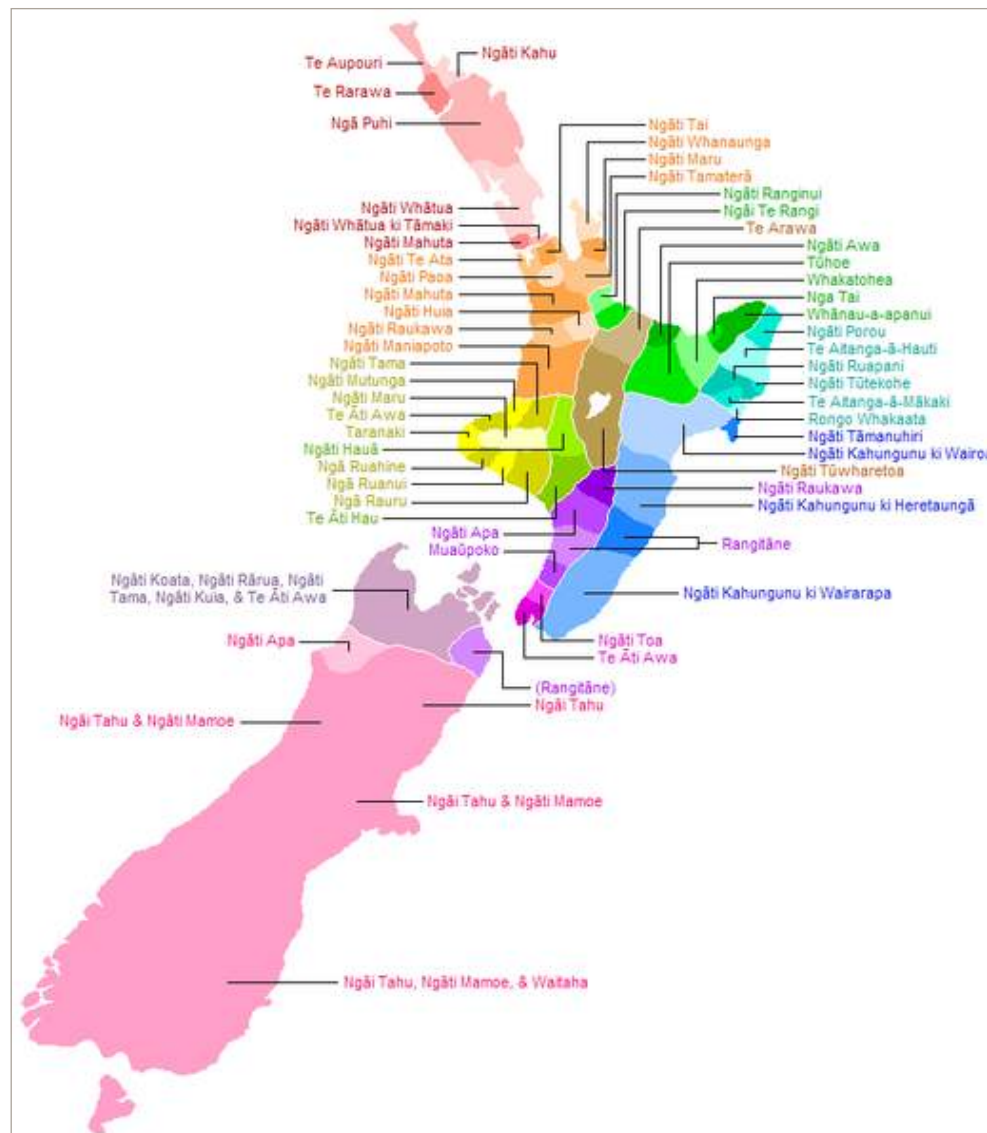 Ngāti Kahu
Te Aupouri
Te Rarawa
Ngā Puhi
Ngāti Tai
Ngāti Whanaunga
Ngāti Maru
Ngāti Tamaterā
Ngāti Ranginui
Ngāi Te Rangi
Te Arawa
Ngāti Awa
Tūhoe
Whakatohea
Nga Tai
Whānau-a-apanui
Ngāti Porou
Te Aitanga-ā-Hauti
Ngāti Ruapani
Ngāti Tūtekohe
Te Aitanga-ā-Mākaki
Rongo Whakaata
Ngāti Tāmanuhiri
Ngāti Kahungunu ki Wairoa
Ngāti Tūwharetoa
Ngāti Raukawa
Ngāti Kahungunu ki Heretaungā
Rangitāne
Ngāti Kahungunu ki Wairarapa
Ngāti Whātua
Ngāti Whātua ki Tāmaki
Ngāti Mahuta
Ngāti Te Ata
Ngāti Paoa
Ngāti Mahuta
Ngāti Huia
Ngāti Raukawa
Ngāti Maniapoto
Ngāti Tama
Ngāti Mutunga
Ngāti Maru
Te Āti Awa
Taranaki
Ngāti Hauā
Ngā Ruahine
Ngā Ruanui
Ngā Rauru
Te Āti Hau
Ngāti Apa
Muaūpoko
Ngāti Toa
Te Āti Awa
Ngāti Koata, Ngāti Rārua, Ngāti
Tama, Ngāti Kuia, & Te Āti Awa
Ngāti Apa
(Rangitāne)
Ngāi Tahu
Ngāi Tahu & Ngāti Mamoe
Ngāi Tahu & Ngāti Mamoe
Ngāi Tahu, Ngāti Mamoe, & Waitaha